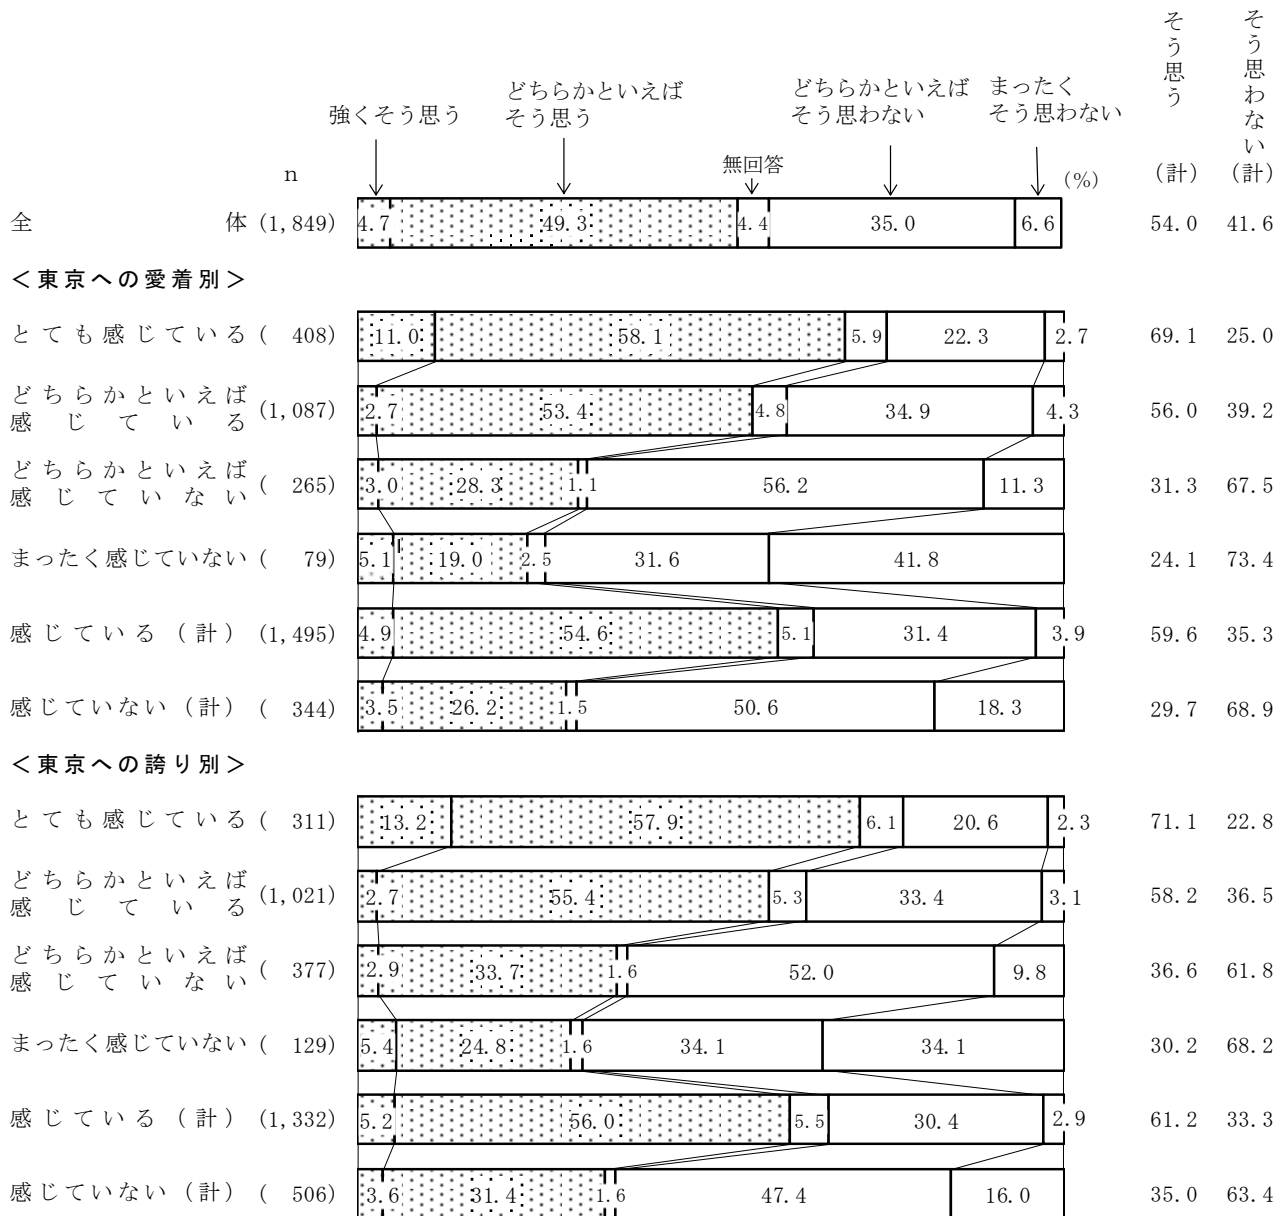 そう思う
（計）
そう思わない
（計）
強くそう思う
どちらかといえば
そう思う
無回答
どちらかといえば
そう思わない
まったく
そう思わない
n
(%)
全 体 (1,849) 4.7 49.3 4.4 35.0 6.6 54.0 41.6
＜東京への愛着別＞
とても感じている ( 408) 11.0 58.1 5.9 22.3 2.7 69.1 25.0
どちらかといえば
感じている (1,087) 2.7 53.4 4.8 34.9 4.3 56.0 39.2
どちらかといえば
感じていない ( 265) 3.0 28.3 1.1 56.2 11.3 31.3 67.5
まったく感じていない ( 79) 5.1 19.0 2.5 31.6 41.8 24.1 73.4
感じている（計） (1,495) 4.9 54.6 5.1 31.4 3.9 59.6 35.3
感じていない（計） ( 344) 3.5 26.2 1.5 50.6 18.3 29.7 68.9
＜東京への誇り別＞
とても感じている ( 311) 13.2 57.9 6.1 20.6 2.3 71.1 22.8
どちらかといえば
感じている (1,021) 2.7 55.4 5.3 33.4 3.1 58.2 36.5
どちらかといえば
感じていない ( 377) 2.9 33.7 1.6 52.0 9.8 36.6 61.8
まったく感じていない ( 129) 5.4 24.8 1.6 34.1 34.1 30.2 68.2
感じている（計） (1,332) 5.2 56.0 5.5 30.4 2.9 61.2 33.3
感じていない（計） ( 506) 3.6 31.4 1.6 47.4 16.0 35.0 63.4